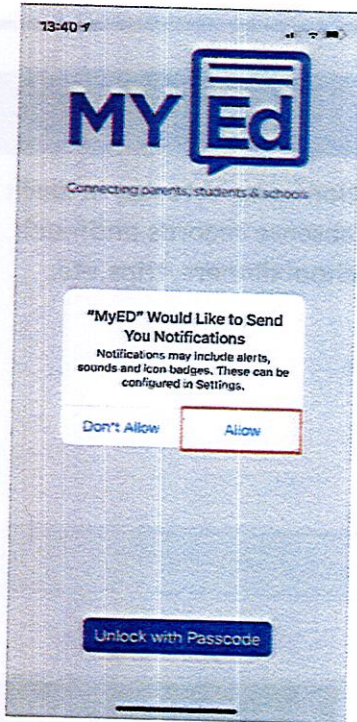 13:40
MY Ed
Connecting parents, students & schools
"MyED" Would Like to Send
You Notifications
Notifications may include alerts,
sounds and icon badges. These can be
configured in Settings.
Don't Allow
Allow
Unlock with Passcode